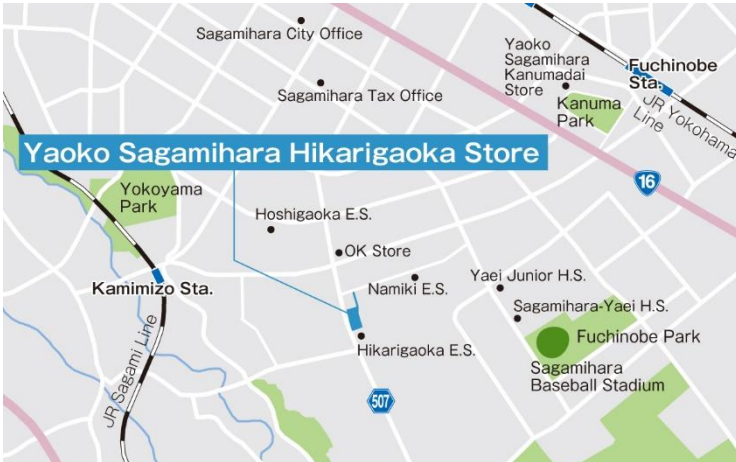 Sagamihara City Office
Yaoko
Sagamihara
Kanumadai
Store
Fuchinobe
Sta.
Sagamihara Tax Office
Kanuma
Park
JR Yokohama
Line
Yaoko Sagamihara Hikarigaoka Store
16
Yokoyama
Park
Hoshigaoka E.S.
OK Store
Kamimizo Sta.
Namiki E.S.
Yaei Junior H.S.
Sagamihara-Yaei H.S.
JR Sagami Line
Hikarigaoka E.S.
Fuchinobe Park
Sagamihara
Baseball Stadium
507